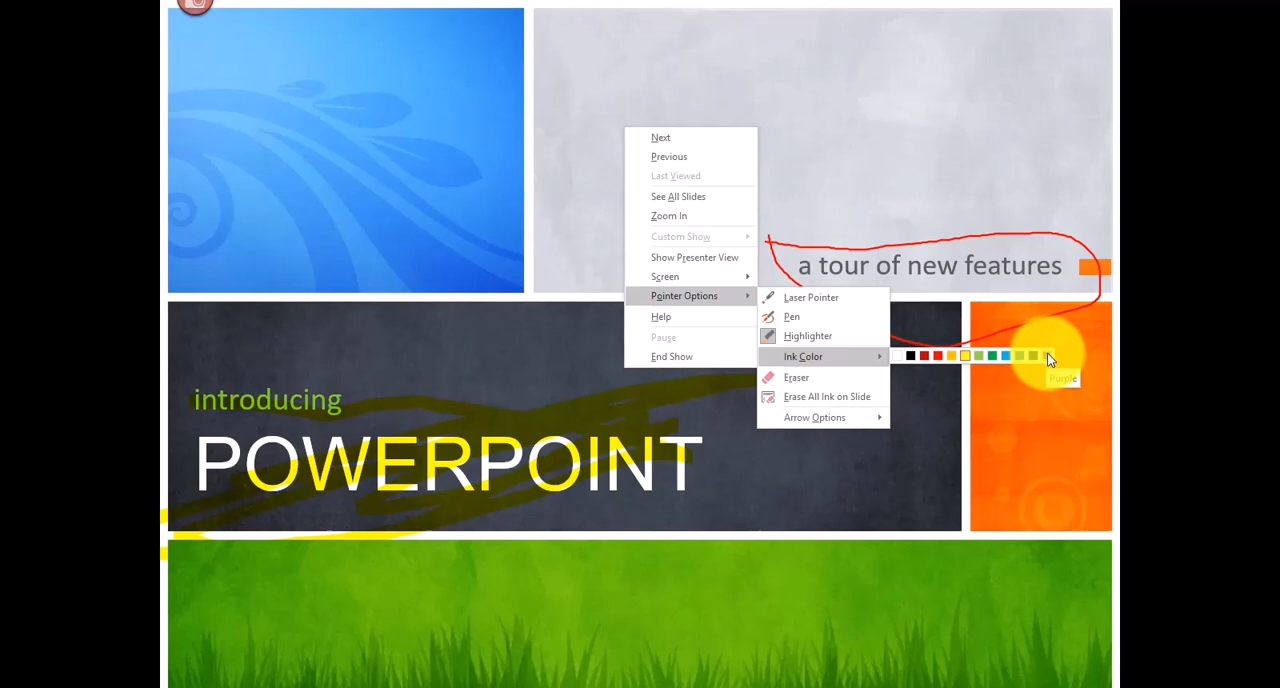 Next
Previous
Last Viewed
See All Slides
Zoom In
Custom Show
Show Presenter View
Screen
Pointer Options
Help
Pause
End Show
a tour of new features
Laser Pointer
Pen
Highlighter
Ink Color
Eraser
Erase All Ink on Slide
Arrow Options
Purple
introducing
POWERPOINT